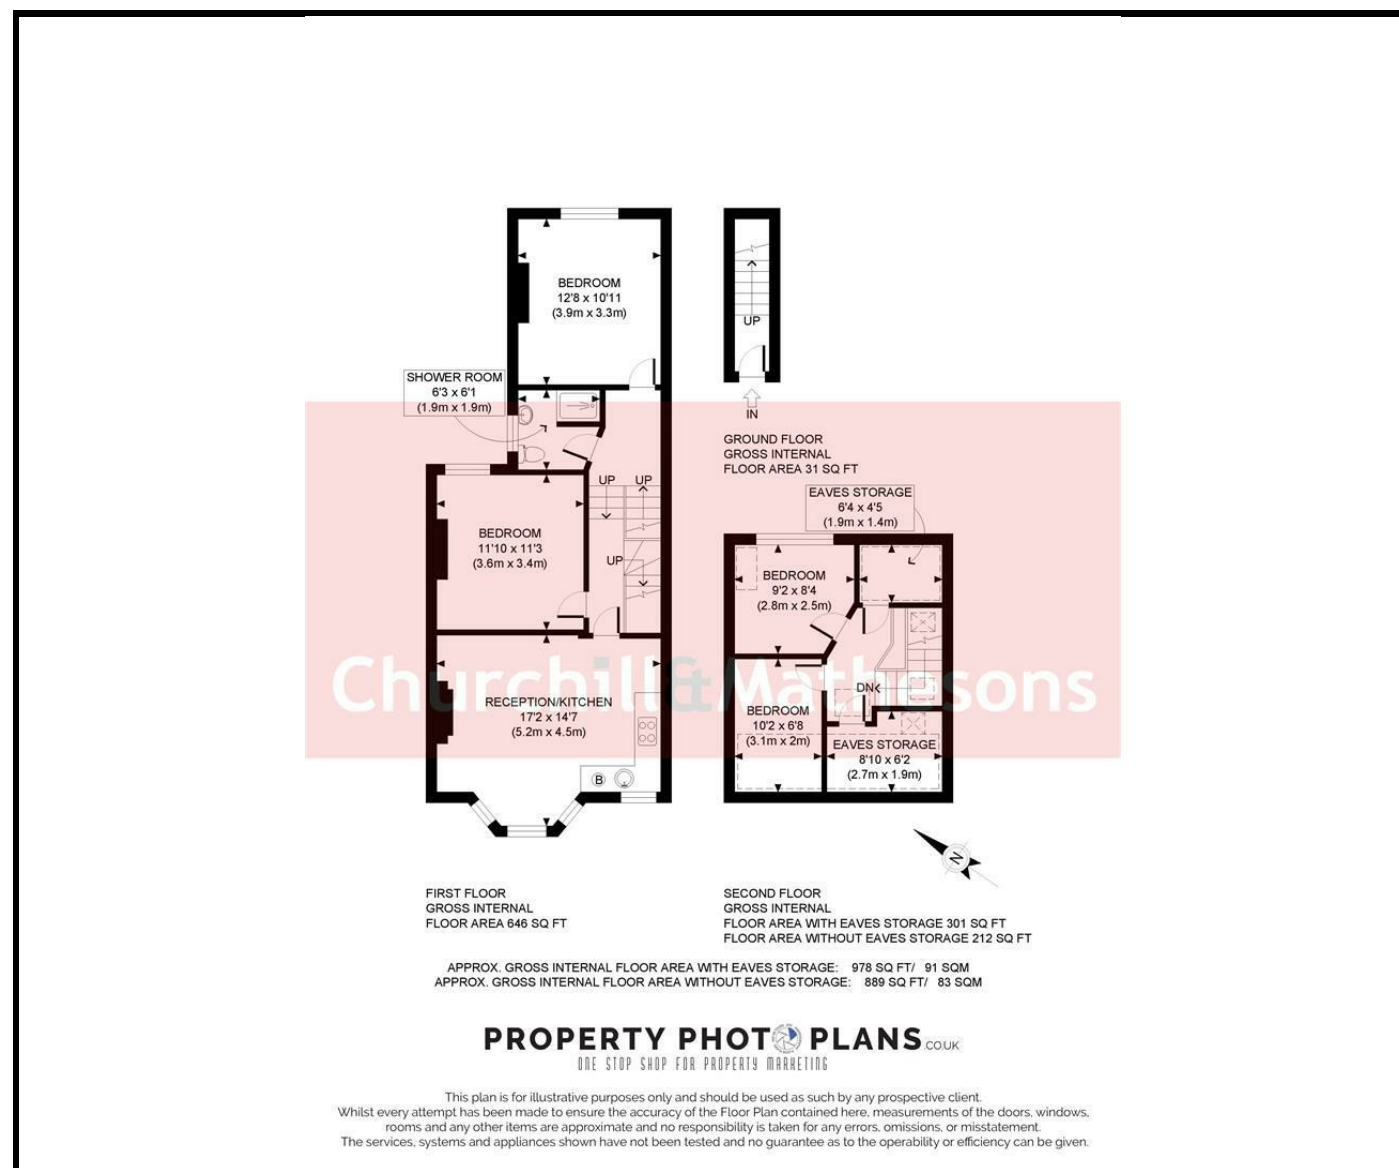 BEDROOM
12'8 x 10'11
(3.9m x 3.3m)
UP
IN
SHOWER ROOM
6'3 x 6'1
(1.9m x 1.9m)
GROUND FLOOR
GROSS INTERNAL
FLOOR AREA 31 SQ FT
UP UP
UP
BEDROOM
11'10 x 11'3
(3.6m x 3.4m)
EAVES STORAGE
6'4 x 4'5
(1.9m x 1.4m)
BEDROOM
9'2 x 8'4
(2.8m x 2.5m)
Churchill&Mathesons
DN
RECEPTION/KITCHEN
17'2 x 14'7
(5.2m x 4.5m)
B
BEDROOM
10'2 x 6'8
(3.1m x 2m)
EAVES STORAGE
8'10 x 6'2
(2.7m x 1.9m)
N
FIRST FLOOR
GROSS INTERNAL
FLOOR AREA 646 SQ FT
SECOND FLOOR
GROSS INTERNAL
FLOOR AREA WITH EAVES STORAGE 301 SQ FT
FLOOR AREA WITHOUT EAVES STORAGE 212 SQ FT
APPROX. GROSS INTERNAL FLOOR AREA WITH EAVES STORAGE: 978 SQ FT/ 91 SQM
APPROX. GROSS INTERNAL FLOOR AREA WITHOUT EAVES STORAGE: 889 SQ FT/ 83 SQM
PROPERTY PHOTO PLANS.CO.UK
ONE STOP SHOP FOR PROPERTY MARKETING
This plan is for illustrative purposes only and should be used as such by any prospective client.
Whilst every attempt has been made to ensure the accuracy of the Floor Plan contained here, measurements of the doors, windows,
rooms and any other items are approximate and no responsibility is taken for any errors, omissions, or misstatement.
The services, systems and appliances shown have not been tested and no guarantee as to the operability or efficiency can be given.